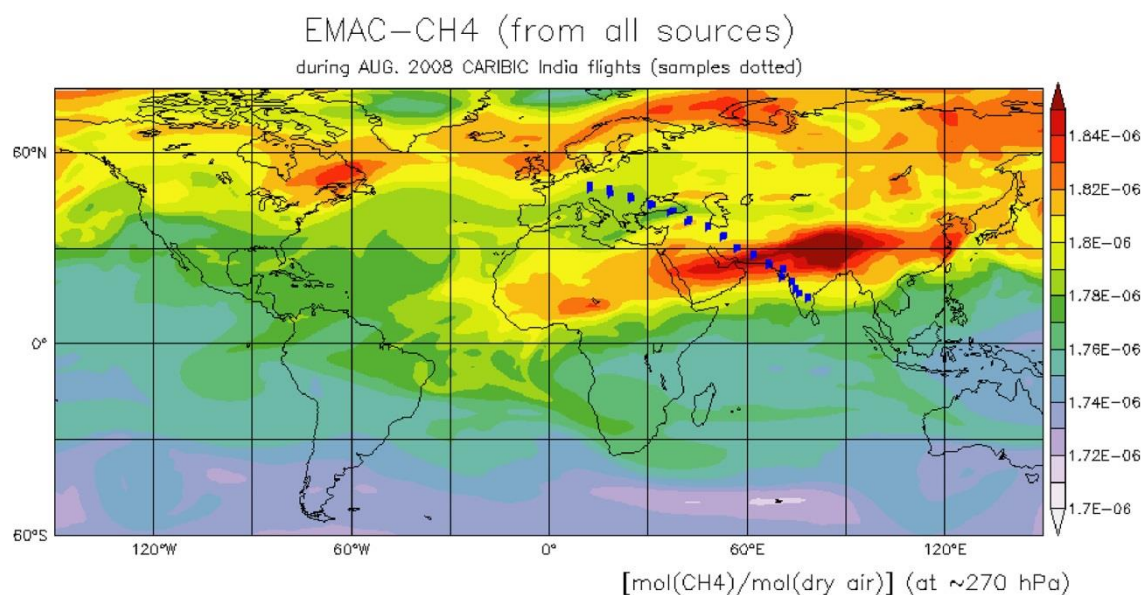 EMAC-CH4 (from all sources)
during AUG. 2008 CARIBIC India flights (samples dotted)
60°N
0°
60°S
120°W
60°W
0°
60°E
120°E
1.84E-06
1.82E-06
1.8E-06
1.78E-06
1.76E-06
1.74E-06
1.72E-06
1.7E-06
[mol(CH4)/mol(dry air)] (at ~270 hPa)